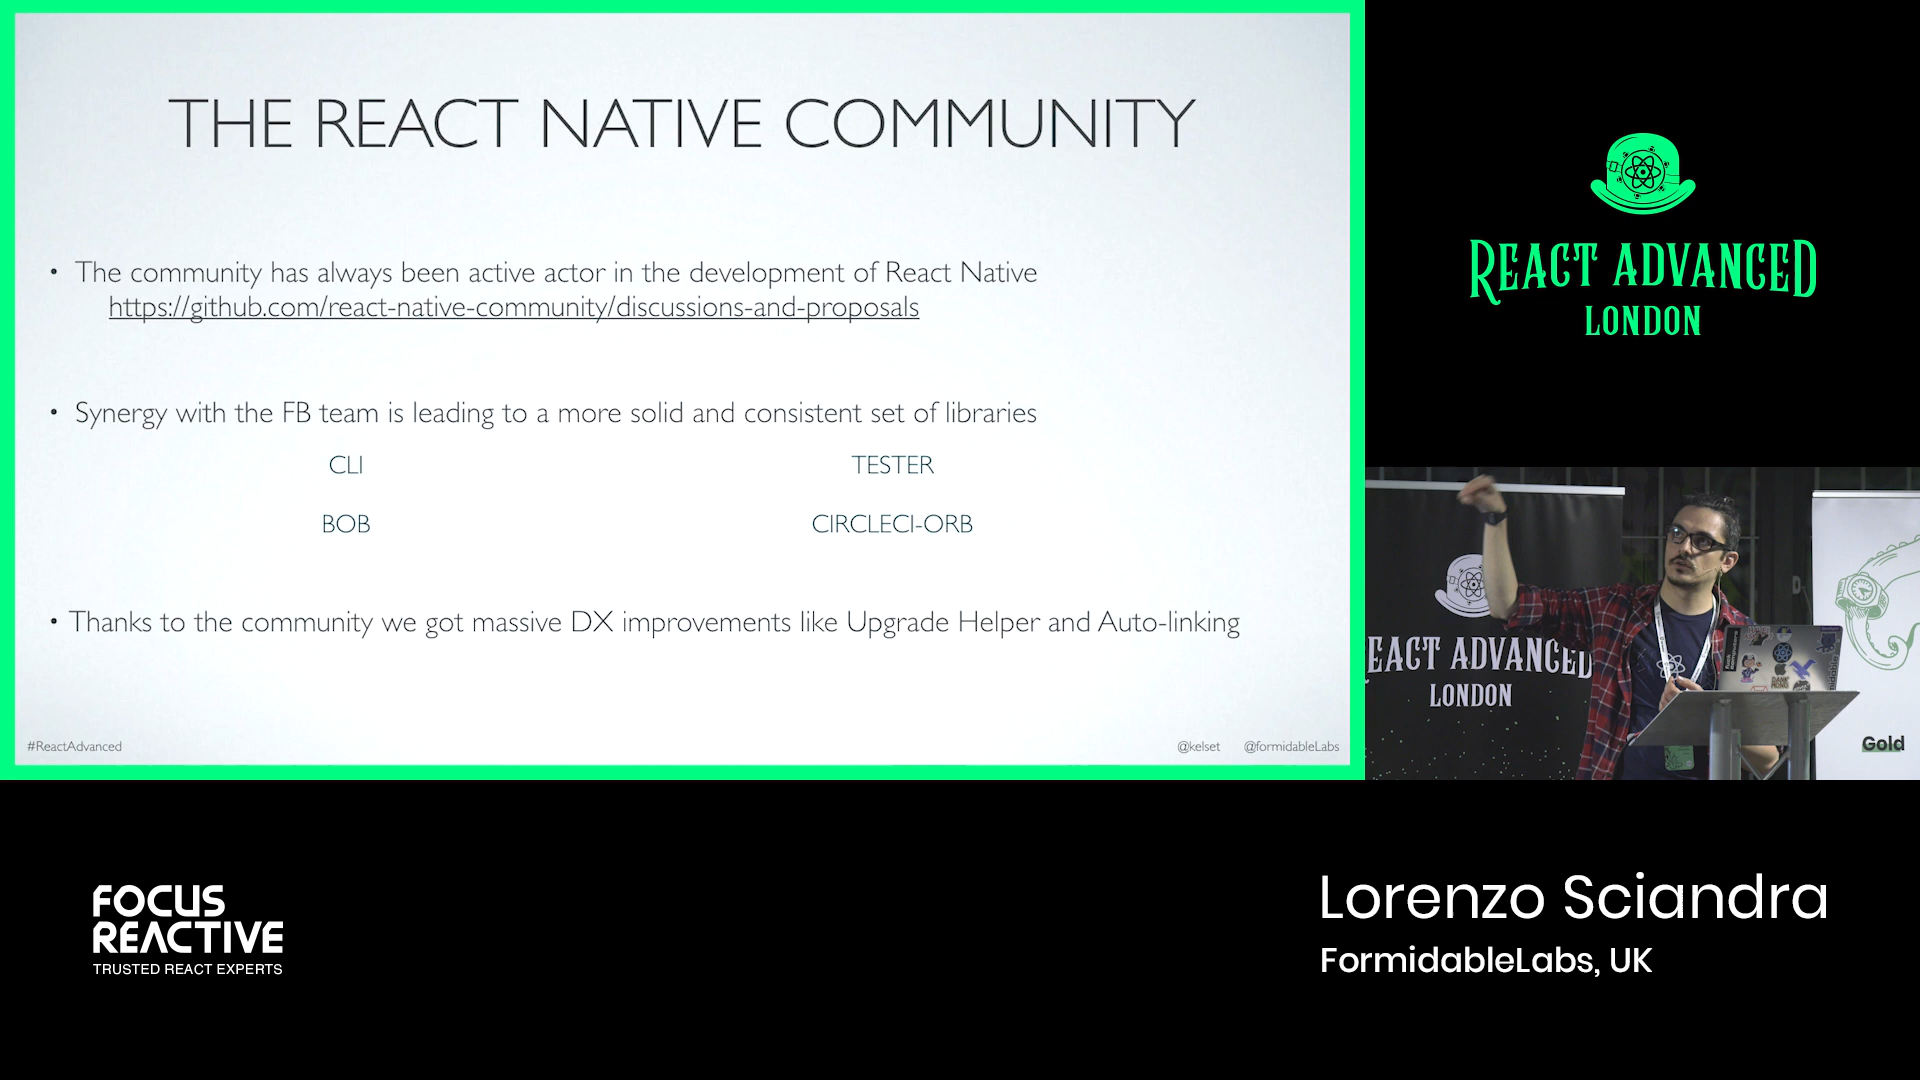 THE REACT NATIVE COMMUNITY
• The community has always been active actor in the development of React Native
https://github.com/react-native-community/discussions-and-proposals
• Synergy with the FB team is leading to a more solid and consistent set of libraries
CLI TESTER
BOB CIRCLECI-ORB
• Thanks to the community we got massive DX improvements like Upgrade Helper and Auto-linking
#ReactAdvanced @kelset @formidableLabs
REACT ADVANCED
LONDON
EACT ADVANCED
LONDON
Gold
FOCUS
REACTIVE
TRUSTED REACT EXPERTS
Lorenzo Sciandra
FormidableLabs, UK